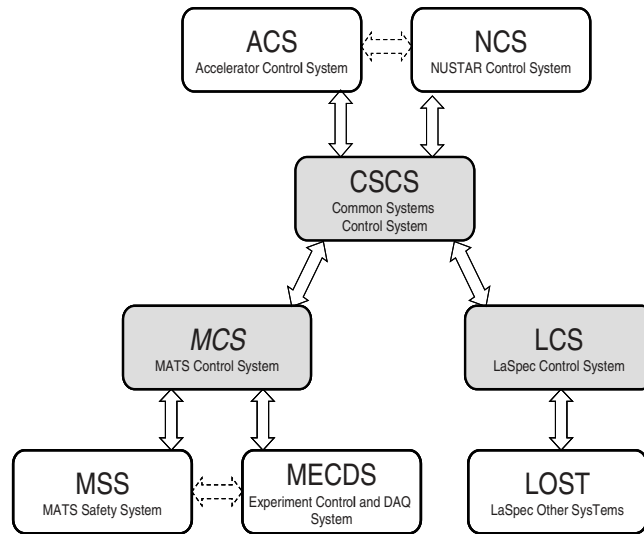 ACS
Accelerator Control System
NCS
NUSTAR Control System
CSCS
Common Systems
Control System
MCS
MATS Control System
LCS
LaSpec Control System
MSS
MATS Safety System
MECDS
Experiment Control and DAQ
System
LOST
LaSpec Other SysTems